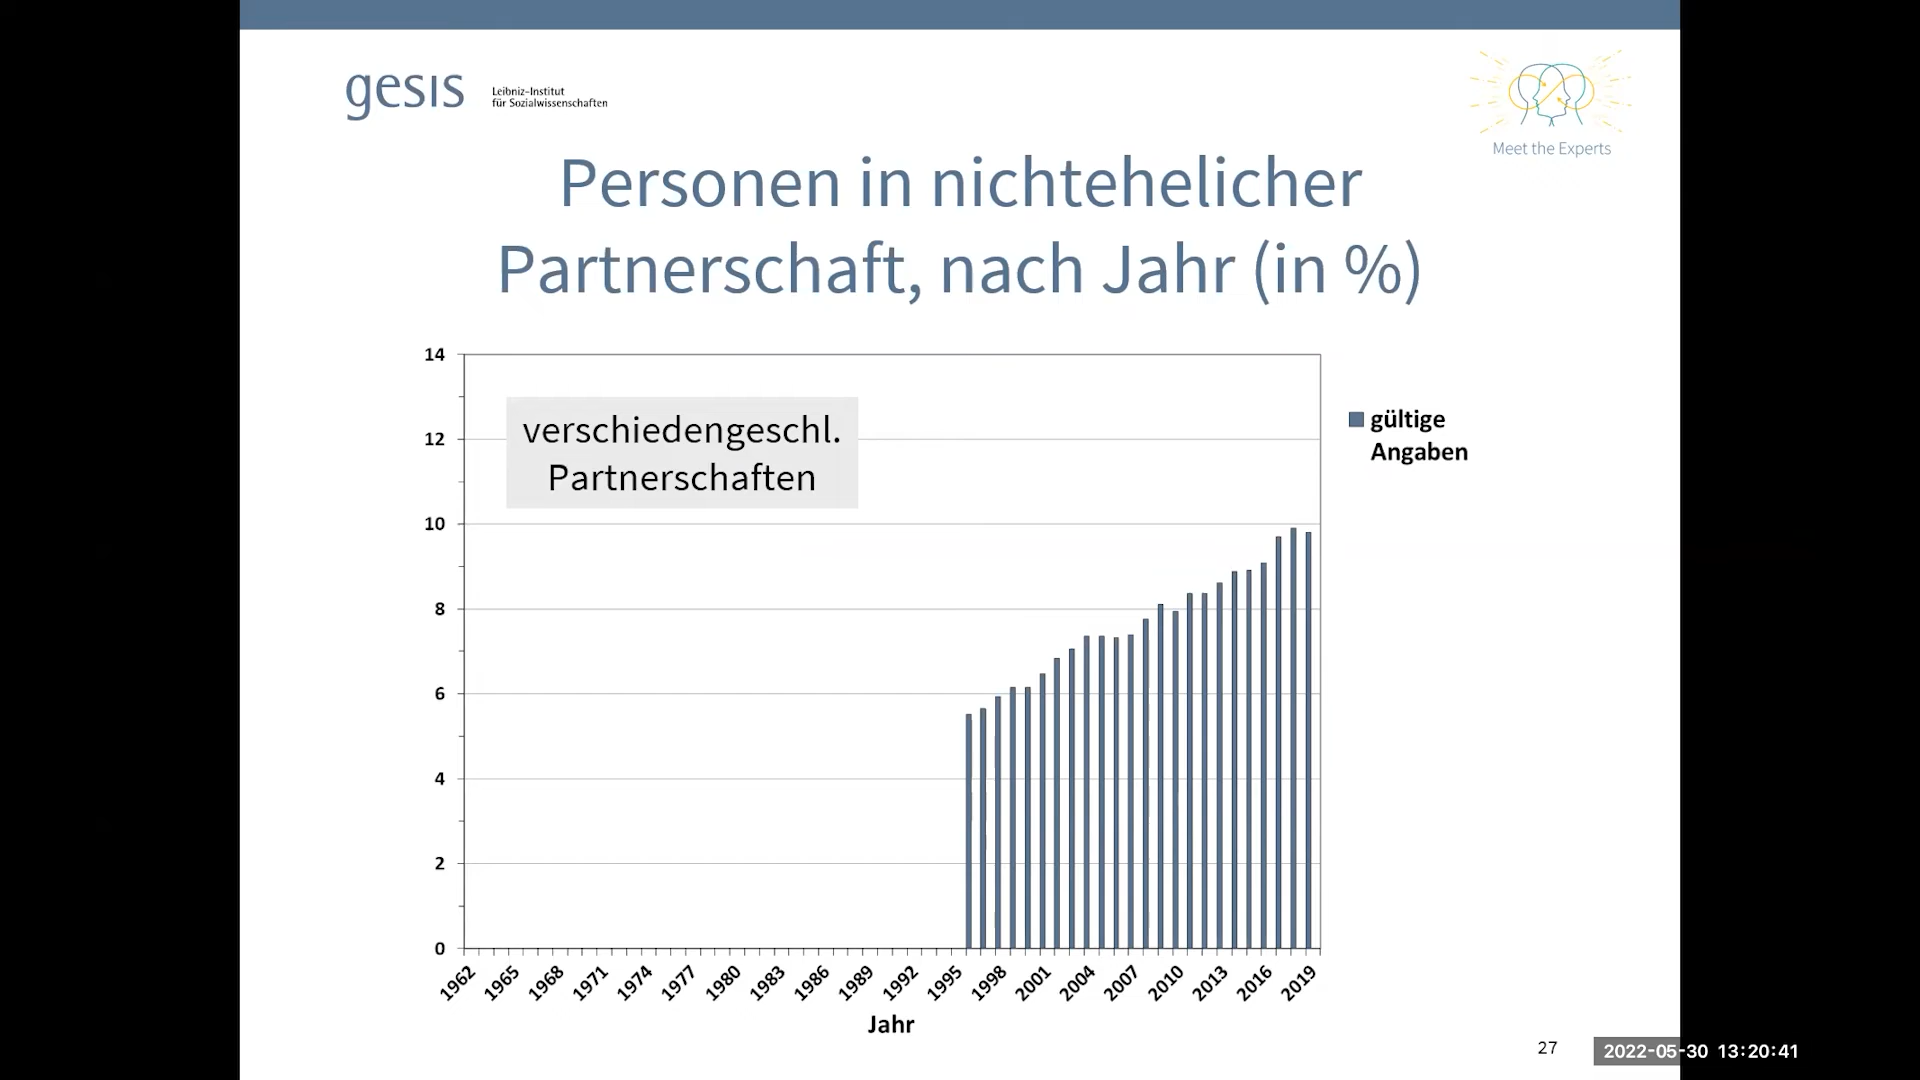 gesis
Leibniz-Institut
für Sozialwissenschaften
Meet the Experts
Personen in nichtehelicher
Partnerschaft, nach Jahr (in %)
verschiedengeschl.
Partnerschaften
gültige
Angaben
14
12
10
8
6
4
2
0
1962 1965 1968 1971 1974 1977 1980 1983 1986 1989 1992 1995 1998 2001 2004 2007 2010 2013 2016 2019
Jahr
27
2022-05-30 13:20:41